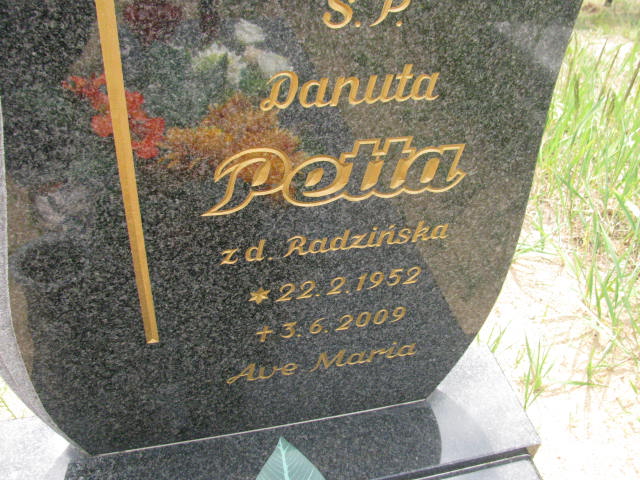 Ś. P.
Danuta
Petta
z d. Radzińska
* 22. 2. 1952
+ 3. 6. 2009
Ave Maria